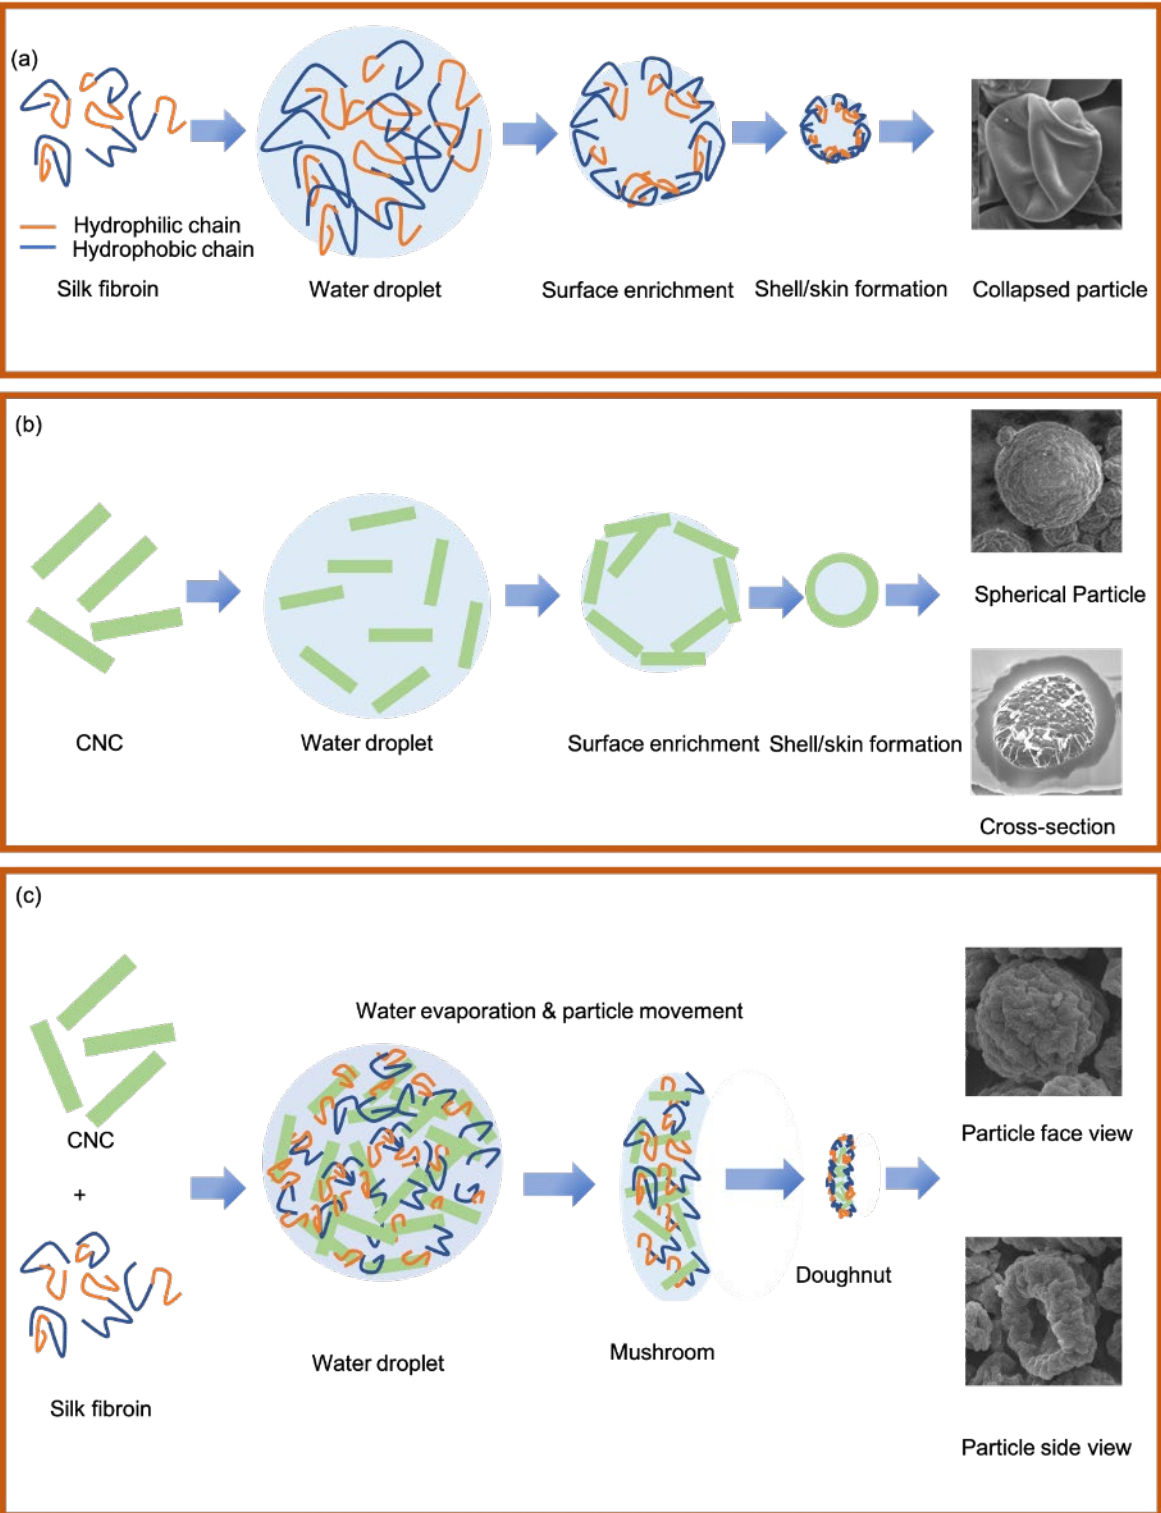 (a)
Hydrophilic chain
Hydrophobic chain
Silk fibroin
Water droplet
Surface enrichment
Shell/skin formation
Collapsed particle
(b)
CNC
Water droplet
Surface enrichment
Shell/skin formation
Spherical Particle
Cross-section
(c)
CNC
+
Silk fibroin
Water evaporation & particle movement
Water droplet
Mushroom
Doughnut
Particle face view
Particle side view